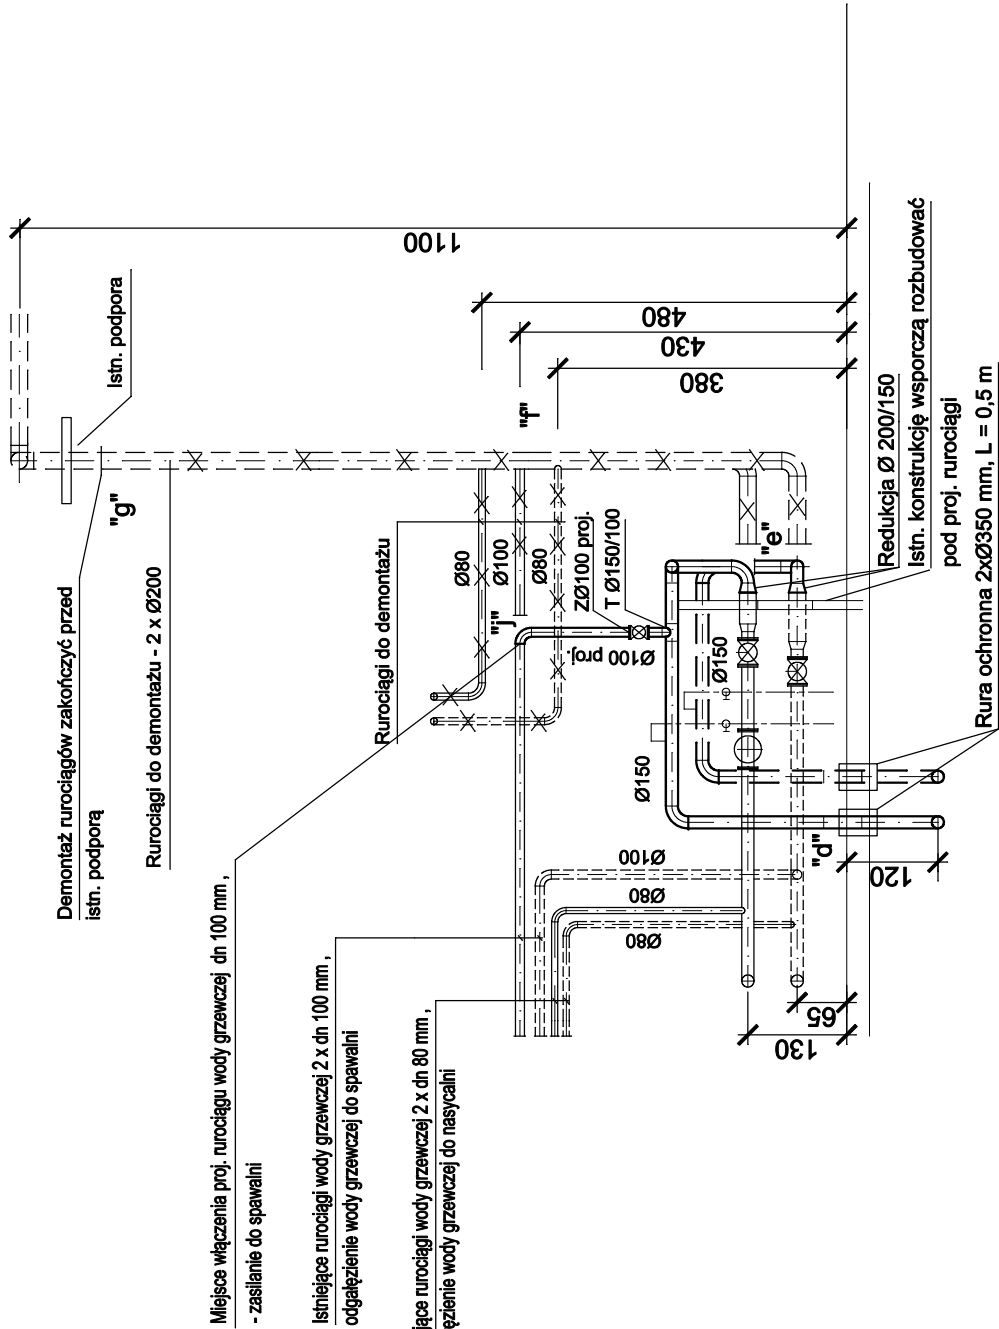 Demontaż rurociągów zakończyć przed
istn. podporą
"g"
Istn. podpora
Rurociągi do demontażu - 2 x Ø200
1100
480
430
380
"f"
Rurociągi do demontażu
Ø80
Ø100
Ø80
"j"
ZØ100 proj.
T Ø150/100
Ø100 proj.
"e"
Ø150
Ø150
Redukcja Ø 200/150
Istn. konstrukcję wsporczą rozbudować
pod proj. rurociągi
Rura ochronna 2xØ350 mm, L = 0,5 m
"d"
120
Ø100
Ø80
Ø80
65
130
Miejsce włączenia proj. rurociągu wody grzewczej dn 100 mm ,
- zasilanie do spawalni
Istniejące rurociągi wody grzewczej 2 x dn 100 mm ,
odgałęzienie wody grzewczej do spawalni
jące rurociągi wody grzewczej 2 x dn 80 mm ,
ęzienie wody grzewczej do nasycalni